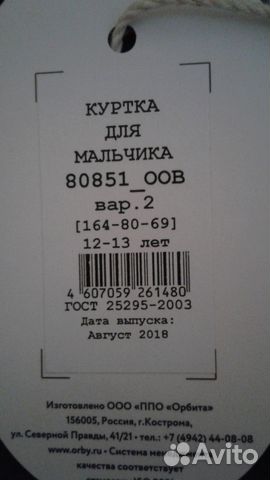 КУРТКА
ДЛЯ
МАЛЬЧИКА
80851_ООВ
вар.2
[164-80-69]
12-13 лет
4 607059 261480
ГОСТ 25295-2003
Дата выпуска:
Август 2018
Изготовлено ООО «ППО «Орбита»
156005, Россия, г.Кострома,
ул. Северной Правды, 41/21 • тел.: +7 (4942) 44-08-08
www.orby.ru • Система
качества соответствует
Avito